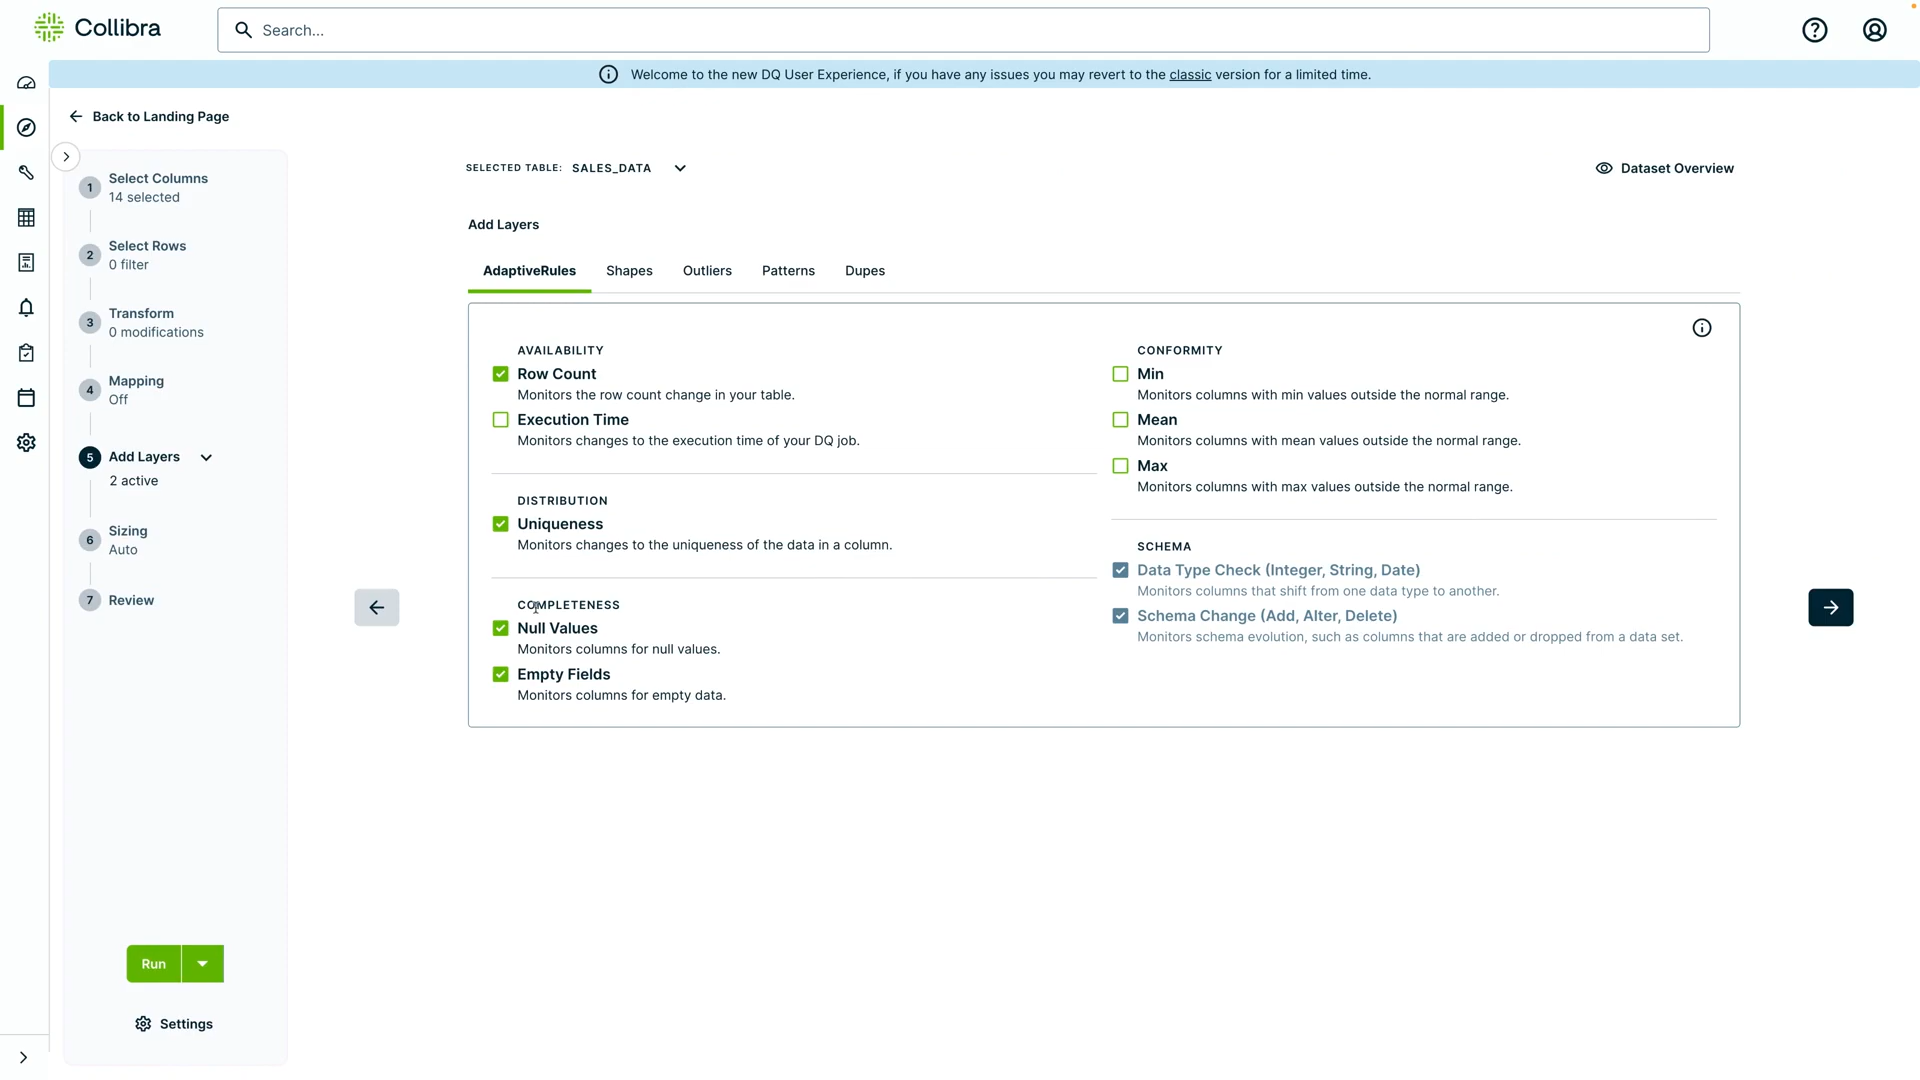 Collibra
Search...
Welcome to the new DQ User Experience, if you have any issues you may revert to the classic version for a limited time.
Back to Landing Page
1 Select Columns
14 selected
2 Select Rows
0 filter
3 Transform
0 modifications
4 Mapping
Off
5 Add Layers
2 active
6 Sizing
Auto
7 Review
Run
Settings
SELECTED TABLE: SALES_DATA
Dataset Overview
Add Layers
AdaptiveRules Shapes Outliers Patterns Dupes
AVAILABILITY
Row Count
Monitors the row count change in your table.
Execution Time
Monitors changes to the execution time of your DQ job.
DISTRIBUTION
Uniqueness
Monitors changes to the uniqueness of the data in a column.
COMPLETENESS
Null Values
Monitors columns for null values.
Empty Fields
Monitors columns for empty data.
CONFORMITY
Min
Monitors columns with min values outside the normal range.
Mean
Monitors columns with mean values outside the normal range.
Max
Monitors columns with max values outside the normal range.
SCHEMA
Data Type Check (Integer, String, Date)
Monitors columns that shift from one data type to another.
Schema Change (Add, Alter, Delete)
Monitors schema evolution, such as columns that are added or dropped from a data set.